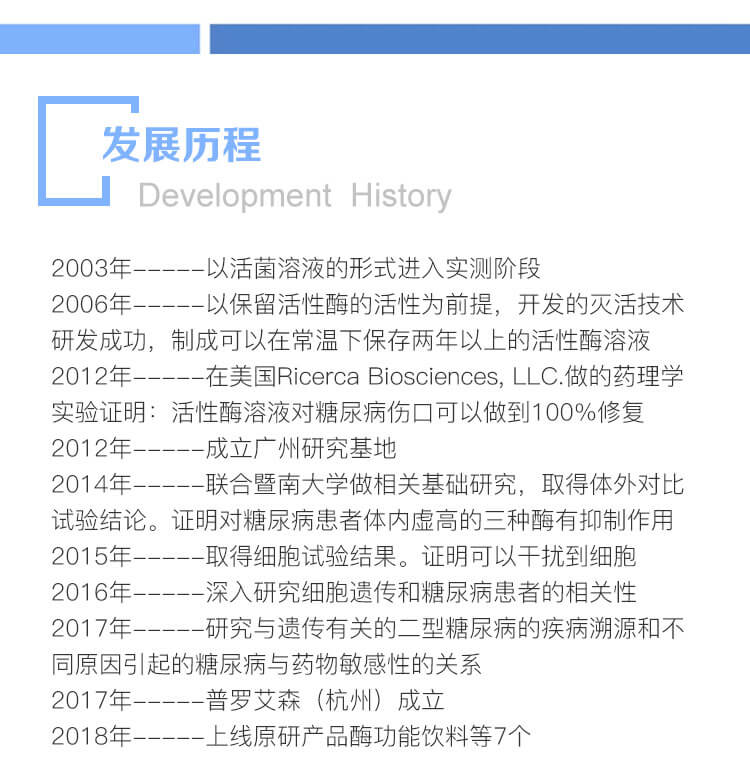 发展历程
Development History
2003年-----以活菌溶液的形式进入实测阶段
2006年-----以保留活性酶的活性为前提，开发的灭活技术
研发成功，制成可以在常温下保存两年以上的活性酶溶液
2012年-----在美国Ricerca Biosciences, LLC.做的药理学
实验证明：活性酶溶液对糖尿病伤口可以做到100%修复
2012年-----成立广州研究基地
2014年-----联合暨南大学做相关基础研究，取得体外对比
试验结论。证明对糖尿病患者体内虚高的三种酶有抑制作用
2015年-----取得细胞试验结果。证明可以干扰到细胞
2016年-----深入研究细胞遗传和糖尿病患者的相关性
2017年-----研究与遗传有关的二型糖尿病的疾病溯源和不
同原因引起的糖尿病与药物敏感性的关系
2017年-----普罗艾森（杭州）成立
2018年-----上线原研产品酶功能饮料等7个